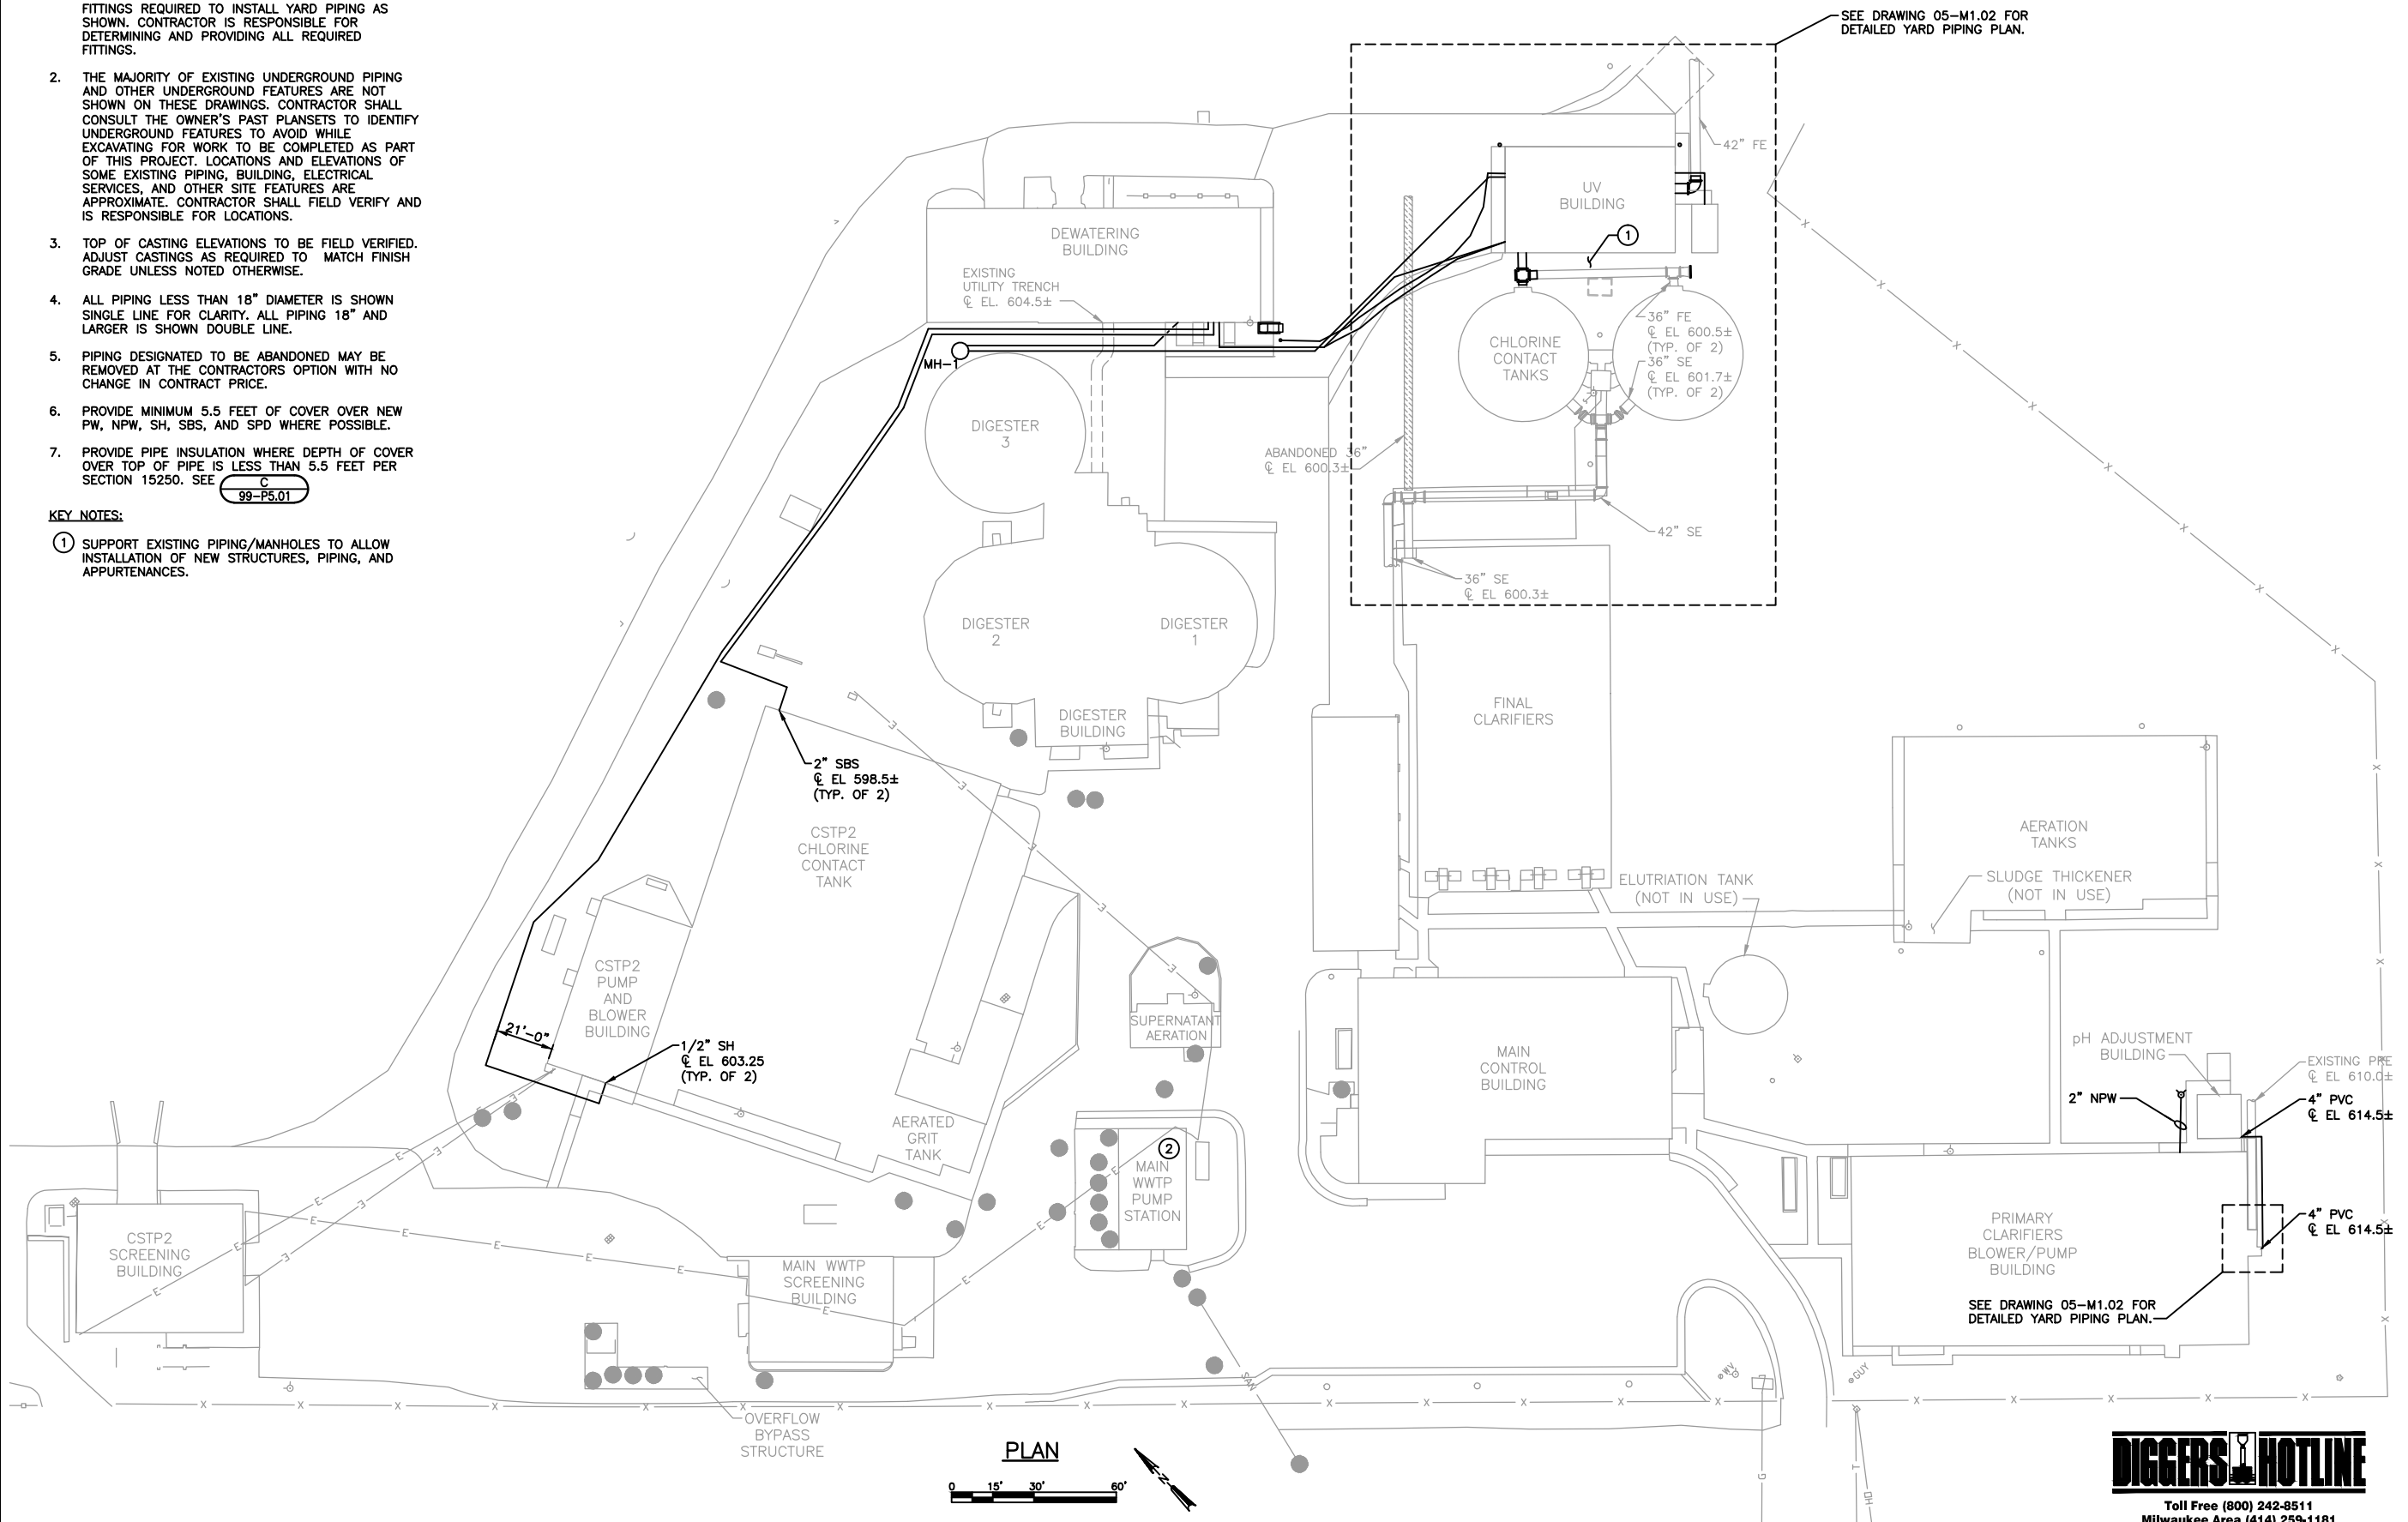 FITTINGS REQUIRED TO INSTALL YARD PIPING AS
SHOWN. CONTRACTOR IS RESPONSIBLE FOR
DETERMINING AND PROVIDING ALL REQUIRED
FITTINGS.
2. THE MAJORITY OF EXISTING UNDERGROUND PIPING
AND OTHER UNDERGROUND FEATURES ARE NOT
SHOWN ON THESE DRAWINGS. CONTRACTOR SHALL
CONSULT THE OWNER'S PAST PLANSETS TO IDENTIFY
UNDERGROUND FEATURES TO AVOID WHILE
EXCAVATING FOR WORK TO BE COMPLETED AS PART
OF THIS PROJECT. LOCATIONS AND ELEVATIONS OF
SOME EXISTING PIPING, BUILDING, ELECTRICAL
SERVICES, AND OTHER SITE FEATURES ARE
APPROXIMATE. CONTRACTOR SHALL FIELD VERIFY AND
IS RESPONSIBLE FOR LOCATIONS.
3. TOP OF CASTING ELEVATIONS TO BE FIELD VERIFIED.
ADJUST CASTINGS AS REQUIRED TO MATCH FINISH
GRADE UNLESS NOTED OTHERWISE.
4. ALL PIPING LESS THAN 18" DIAMETER IS SHOWN
SINGLE LINE FOR CLARITY. ALL PIPING 18" AND
LARGER IS SHOWN DOUBLE LINE.
5. PIPING DESIGNATED TO BE ABANDONED MAY BE
REMOVED AT THE CONTRACTORS OPTION WITH NO
CHANGE IN CONTRACT PRICE.
6. PROVIDE MINIMUM 5.5 FEET OF COVER OVER NEW
PW, NPW, SH, SBS, AND SPD WHERE POSSIBLE.
7. PROVIDE PIPE INSULATION WHERE DEPTH OF COVER
OVER TOP OF PIPE IS LESS THAN 5.5 FEET PER
SECTION 15250. SEE
C
99-P5.01
KEY NOTES:
1 SUPPORT EXISTING PIPING/MANHOLES TO ALLOW
INSTALLATION OF NEW STRUCTURES, PIPING, AND
APPURTENANCES.
SEE DRAWING 05-M1.02 FOR
DETAILED YARD PIPING PLAN.
42" FE
UV
BUILDING
1
DEWATERING
BUILDING
EXISTING
UTILITY TRENCH
℄ EL. 604.5±
MH-1
36" FE
℄ EL 600.5±
(TYP. OF 2)
36" SE
℄ EL 601.7±
(TYP. OF 2)
CHLORINE
CONTACT
TANKS
DIGESTER
3
ABANDONED 36"
℄ EL 600.3±
42" SE
36" SE
℄ EL 600.3±
DIGESTER
2
DIGESTER
1
DIGESTER
BUILDING
FINAL
CLARIFIERS
2" SBS
℄ EL 598.5±
(TYP. OF 2)
CSTP2
CHLORINE
CONTACT
TANK
AERATION
TANKS
SLUDGE THICKENER
(NOT IN USE)
ELUTRIATION TANK
(NOT IN USE)
CSTP2
PUMP
AND
BLOWER
BUILDING
21'-0"
1/2" SH
℄ EL 603.25
(TYP. OF 2)
SUPERNATANT
AERATION
MAIN
CONTROL
BUILDING
pH ADJUSTMENT
BUILDING
EXISTING PRE
℄ EL 610.0±
2" NPW
4" PVC
℄ EL 614.5±
AERATED
GRIT
TANK
2
MAIN
WWTP
PUMP
STATION
4" PVC
℄ EL 614.5±
PRIMARY
CLARIFIERS
BLOWER/PUMP
BUILDING
CSTP2
SCREENING
BUILDING
MAIN WWTP
SCREENING
BUILDING
SEE DRAWING 05-M1.02 FOR
DETAILED YARD PIPING PLAN.
SAN
WV
GUY
OVERFLOW
BYPASS
STRUCTURE
G
T
OH
PLAN
0 15' 30' 60'
N
DIGGERS HOTLINE
Toll Free (800) 242-8511
Milwaukee Area (414) 259-1181